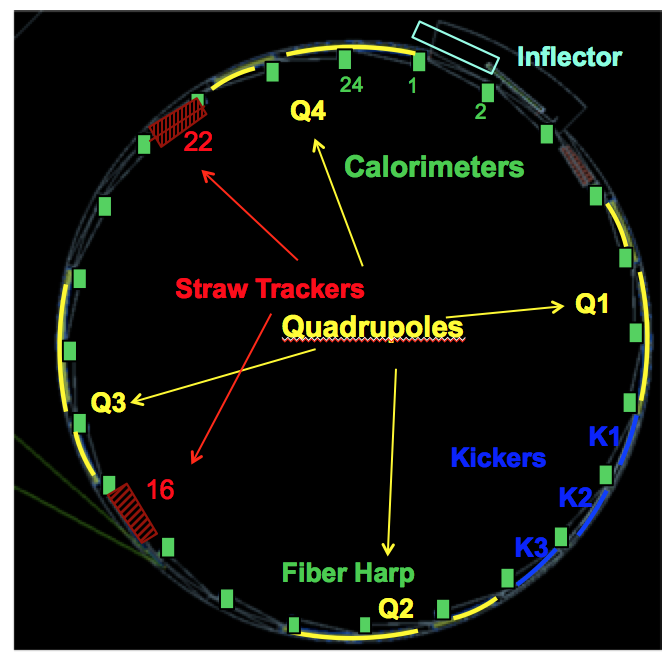 Inflector
24
1
2
Q4
22
Calorimeters
Straw Trackers
Q1
Quadrupoles
Q3
K1
Kickers
16
K2
K3
Fiber Harp
Q2